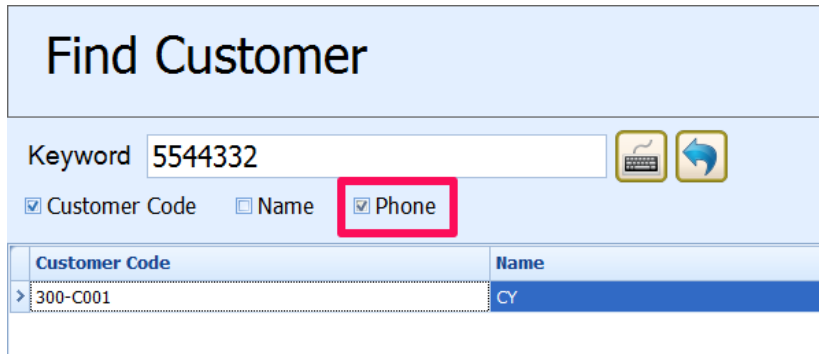 Find Customer
Keyword 5544332
Customer Code Name Phone
Customer Code Name
300-C001 CY